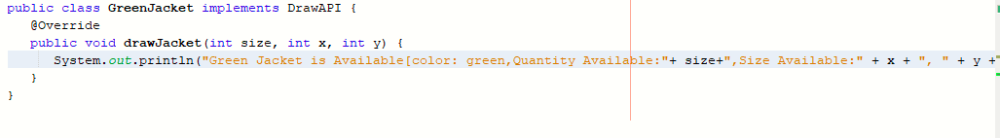 public class GreenJacket implements DrawAPI {
@Override
public void drawJacket(int size, int x, int y) {
System.out.println("Green Jacket is Available[color: green,Quantity Available:"+ size+",Size Available:" + x + ", " + y +
}
}